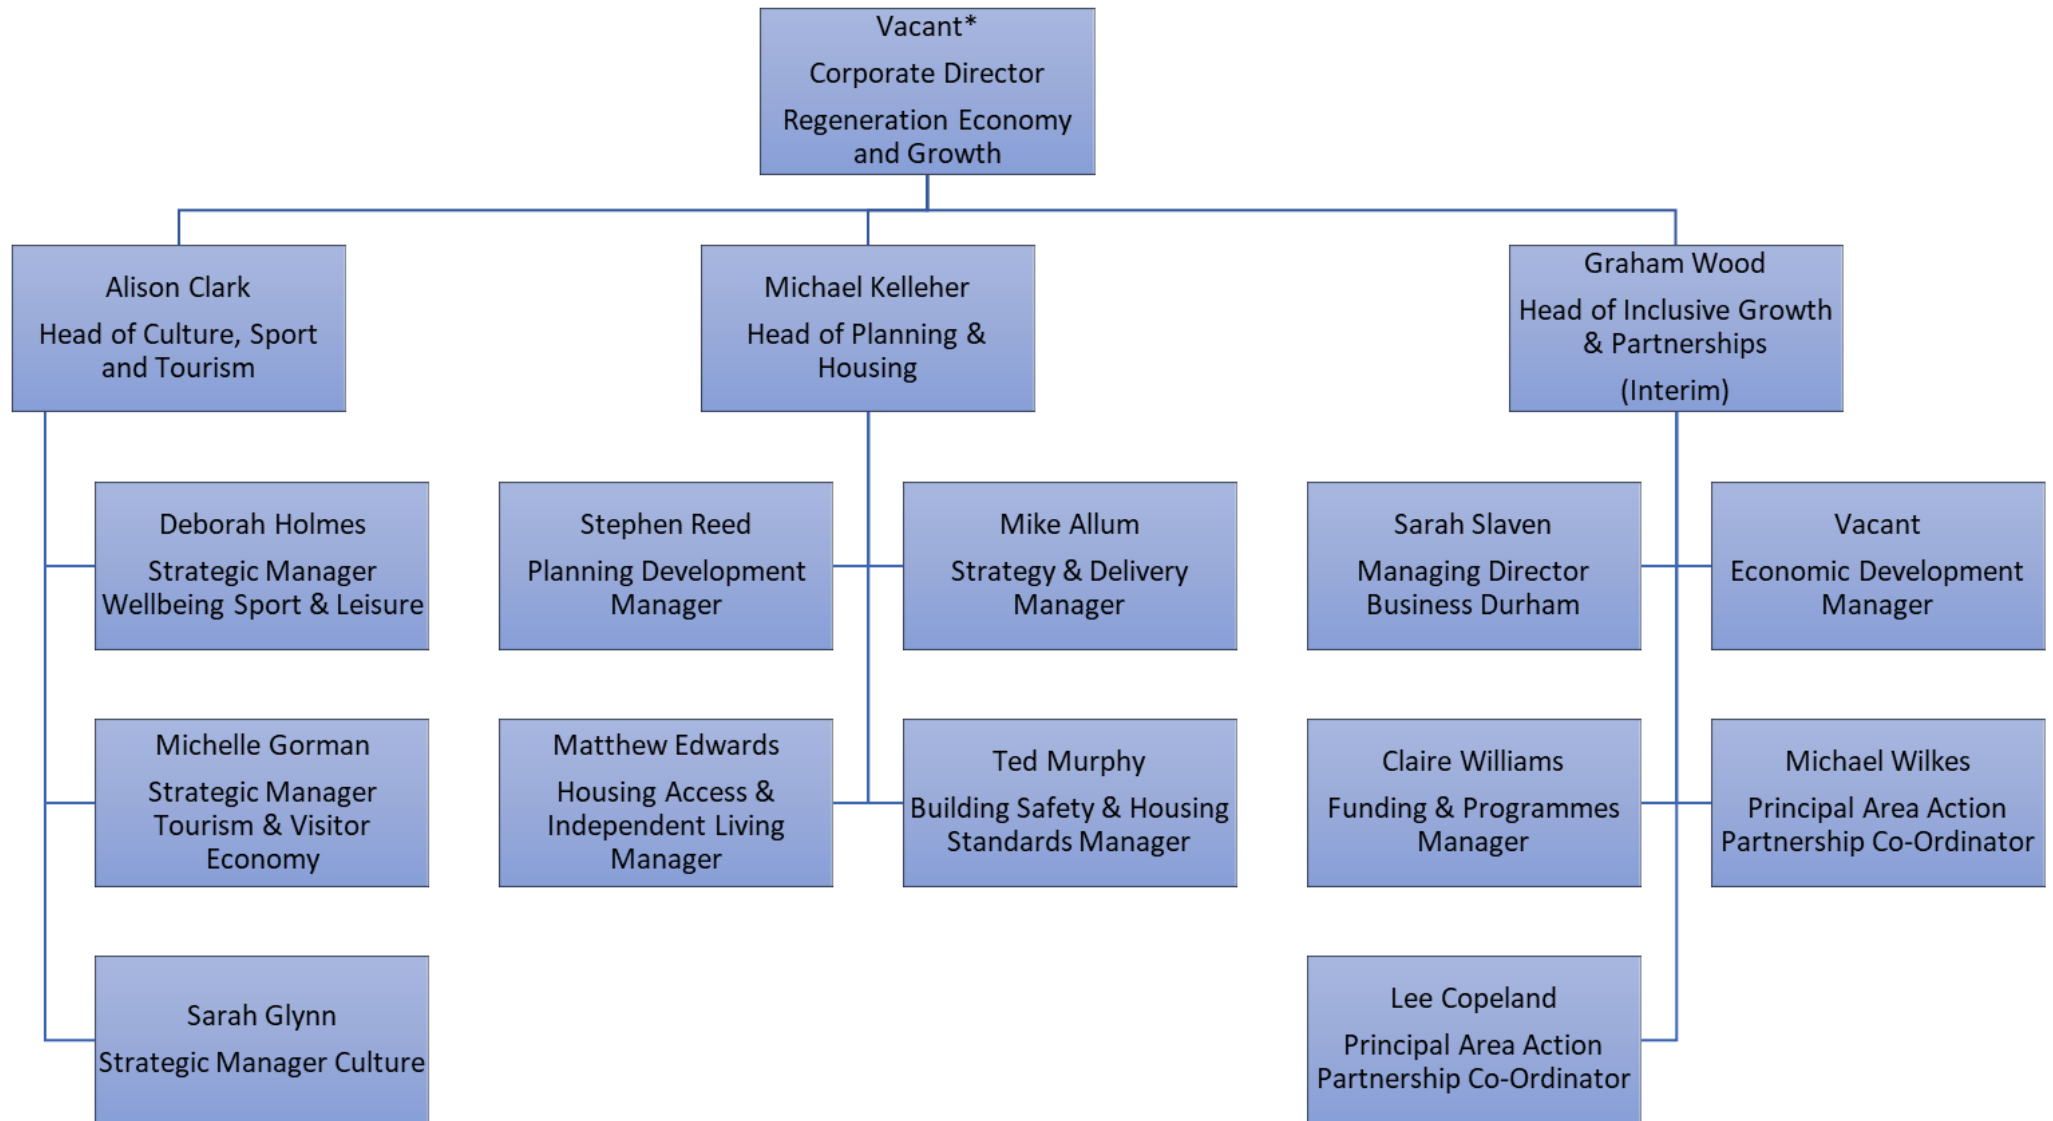 Vacant*
Corporate Director
Regeneration Economy
and Growth
Alison Clark
Head of Culture, Sport
and Tourism
Michael Kelleher
Head of Planning &
Housing
Graham Wood
Head of Inclusive Growth
& Partnerships
(Interim)
Deborah Holmes
Strategic Manager
Wellbeing Sport & Leisure
Stephen Reed
Planning Development
Manager
Mike Allum
Strategy & Delivery
Manager
Sarah Slaven
Managing Director
Business Durham
Vacant
Economic Development
Manager
Michelle Gorman
Strategic Manager
Tourism & Visitor
Economy
Matthew Edwards
Housing Access &
Independent Living
Manager
Ted Murphy
Building Safety & Housing
Standards Manager
Claire Williams
Funding & Programmes
Manager
Michael Wilkes
Principal Area Action
Partnership Co-Ordinator
Sarah Glynn
Strategic Manager Culture
Lee Copeland
Principal Area Action
Partnership Co-Ordinator